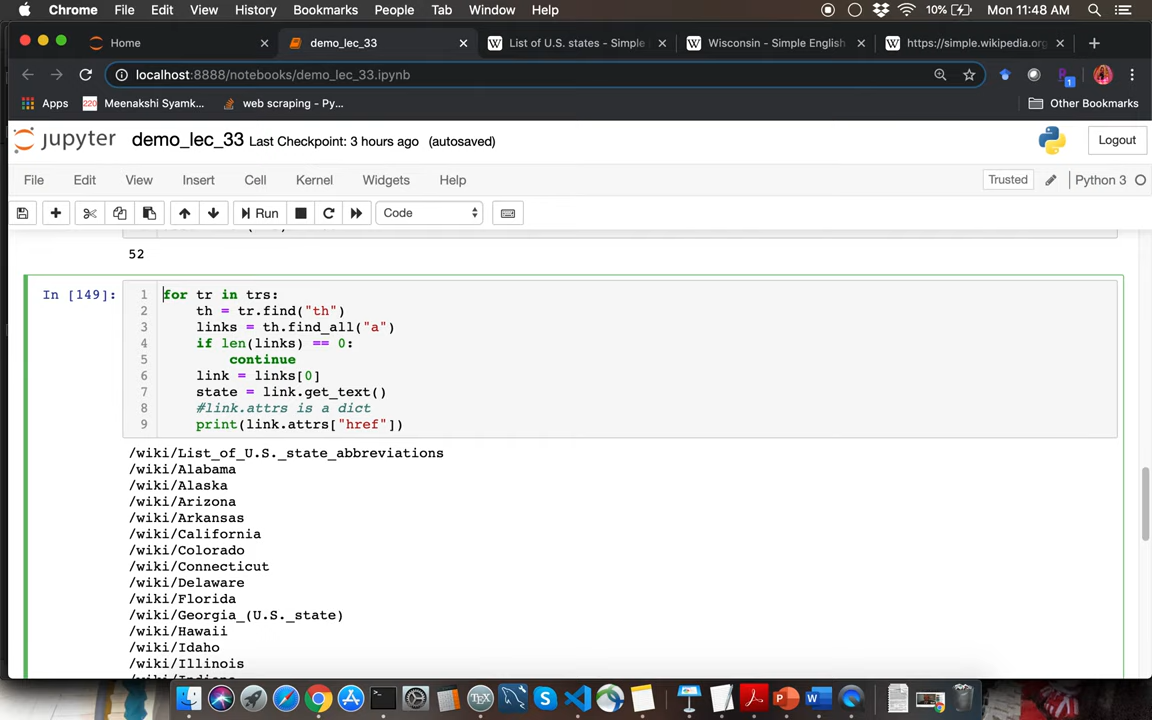 Chrome File Edit View History Bookmarks People Tab Window Help 10% Mon 11:48 AM
Home demo_lec_33.ipynb List of U.S. states - Simple Wisconsin - Simple English https://simple.wikipedia.org
localhost:8888/notebooks/demo_lec_33.ipynb
Apps 220 Meenakshi Syamk... web scraping - Py... Other Bookmarks
jupyter demo_lec_33 Last Checkpoint: 3 hours ago (autosaved) Logout
File Edit View Insert Cell Kernel Widgets Help Trusted Python 3
Run Code
52
In [149]: 1 for tr in trs:
2 th = tr.find("th")
3 links = th.find_all("a")
4 if len(links) == 0:
5 continue
6 link = links[0]
7 state = link.get_text()
8 #link.attrs is a dict
9 print(link.attrs["href"])
/wiki/List_of_U.S._state_abbreviations
/wiki/Alabama
/wiki/Alaska
/wiki/Arizona
/wiki/Arkansas
/wiki/California
/wiki/Colorado
/wiki/Connecticut
/wiki/Delaware
/wiki/Florida
/wiki/Georgia_(U.S._state)
/wiki/Hawaii
/wiki/Idaho
/wiki/Illinois